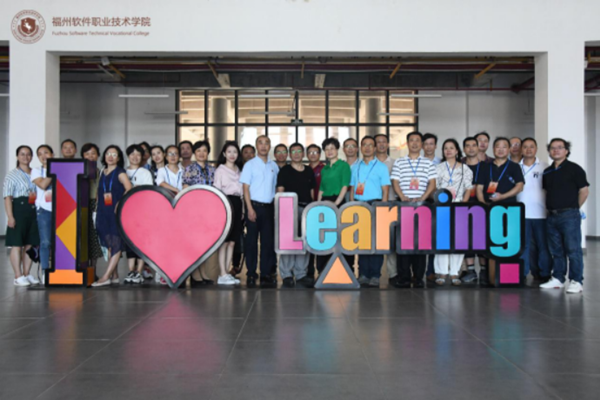 福州软件职业技术学院
Fuzhou Software Technical Vocational College
I
Learning